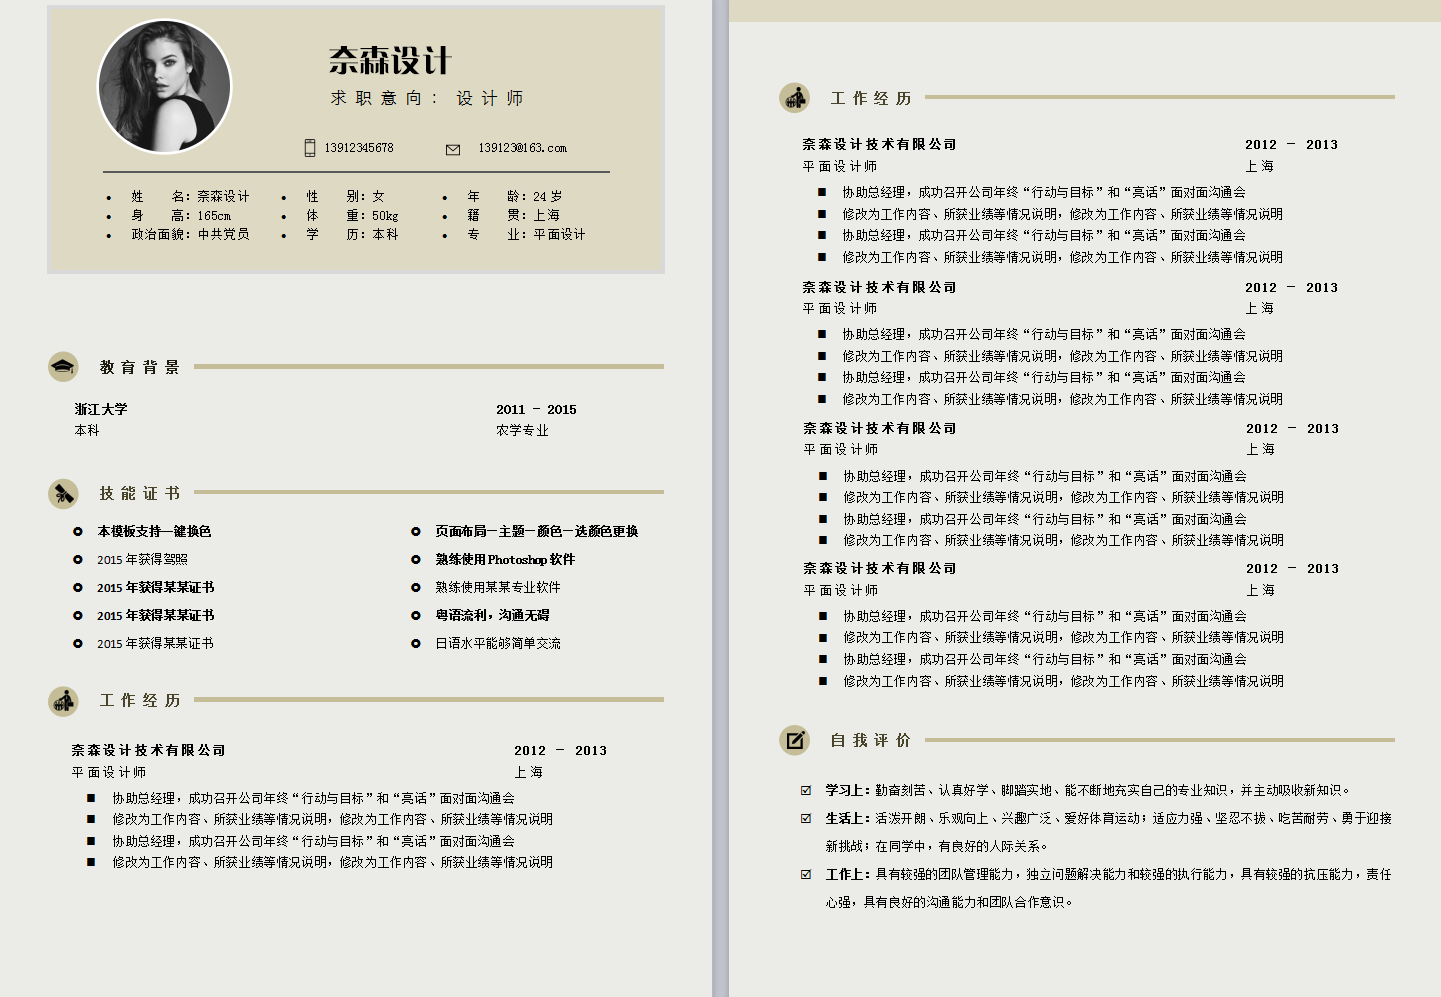 奈森设计
求职意向：设计师
13912345678 139123@163.com
姓名：奈森设计 性别：女 年龄：24 岁
身高：165cm 体重：50kg 籍贯：上海
政治面貌：中共党员 学历：本科 专业：平面设计
教育背景
浙江大学 2011 - 2015
本科 农学专业
技能证书
本模板支持一键换色 页面布局—主题—颜色—选颜色更换
2015 年获得驾照 熟练使用 Photoshop 软件
2015 年获得某某证书 熟练使用某某专业软件
2015 年获得某某证书 粤语流利，沟通无碍
2015 年获得某某证书 日语水平能够简单交流
工作经历
奈森设计技术有限公司 2012 - 2013
平面设计师 上海
协助总经理，成功召开公司年终“行动与目标”和“亮话”面对面沟通会
修改为工作内容、所获业绩等情况说明，修改为工作内容、所获业绩等情况说明
协助总经理，成功召开公司年终“行动与目标”和“亮话”面对面沟通会
修改为工作内容、所获业绩等情况说明，修改为工作内容、所获业绩等情况说明
工作经历
奈森设计技术有限公司 2012 - 2013
平面设计师 上海
协助总经理，成功召开公司年终“行动与目标”和“亮话”面对面沟通会
修改为工作内容、所获业绩等情况说明，修改为工作内容、所获业绩等情况说明
协助总经理，成功召开公司年终“行动与目标”和“亮话”面对面沟通会
修改为工作内容、所获业绩等情况说明，修改为工作内容、所获业绩等情况说明
奈森设计技术有限公司 2012 - 2013
平面设计师 上海
协助总经理，成功召开公司年终“行动与目标”和“亮话”面对面沟通会
修改为工作内容、所获业绩等情况说明，修改为工作内容、所获业绩等情况说明
协助总经理，成功召开公司年终“行动与目标”和“亮话”面对面沟通会
修改为工作内容、所获业绩等情况说明，修改为工作内容、所获业绩等情况说明
奈森设计技术有限公司 2012 - 2013
平面设计师 上海
协助总经理，成功召开公司年终“行动与目标”和“亮话”面对面沟通会
修改为工作内容、所获业绩等情况说明，修改为工作内容、所获业绩等情况说明
协助总经理，成功召开公司年终“行动与目标”和“亮话”面对面沟通会
修改为工作内容、所获业绩等情况说明，修改为工作内容、所获业绩等情况说明
奈森设计技术有限公司 2012 - 2013
平面设计师 上海
协助总经理，成功召开公司年终“行动与目标”和“亮话”面对面沟通会
修改为工作内容、所获业绩等情况说明，修改为工作内容、所获业绩等情况说明
协助总经理，成功召开公司年终“行动与目标”和“亮话”面对面沟通会
修改为工作内容、所获业绩等情况说明，修改为工作内容、所获业绩等情况说明
自我评价
学习上：勤奋刻苦、认真好学、脚踏实地、能不断地充实自己的专业知识，并主动吸收新知识。
生活上：活泼开朗、乐观向上、兴趣广泛、爱好体育运动；适应力强、坚忍不拔、吃苦耐劳、勇于迎接
新挑战；在同学中，有良好的人际关系。
工作上：具有较强的团队管理能力，独立问题解决能力和较强的执行能力，具有较强的抗压能力，责任
心强，具有良好的沟通能力和团队合作意识。